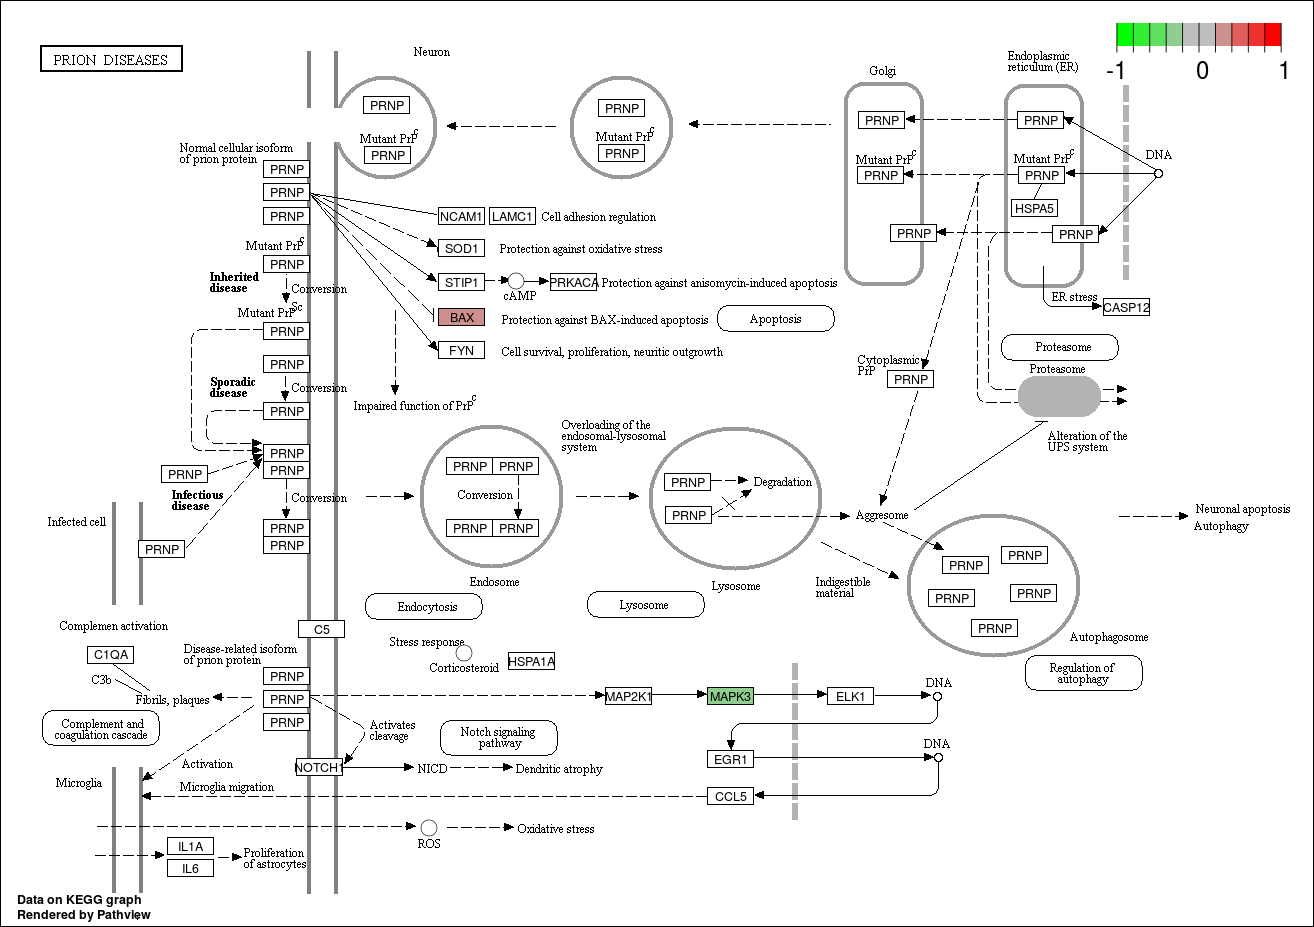 PRION DISEASES
-1 0 1
Neuron
Golgi
Endoplasmic
reticulum (ER)
PRNP
Mutant PrP c
PRNP
PRNP
Mutant PrP c
PRNP
PRNP
Mutant PrP c
PRNP
PRNP
PRNP
Mutant PrP c
PRNP
HSPA5
PRNP
DNA
ER stress
CASP12
Normal cellular isoform
of prion protein
PRNP
PRNP
PRNP
Mutant PrP c
PRNP
Inherited
disease
Conversion
Mutant PrP Sc
PRNP
PRNP
Sporadic
disease
Conversion
PRNP
PRNP
PRNP
PRNP
Infectious
disease
Conversion
PRNP
PRNP
Infected cell
PRNP
NCAM1 LAMC1 Cell adhesion regulation
SOD1 Protection against oxidative stress
STIP1 cAMP PRKACA Protection against anisomycin-induced apoptosis
BAX Protection against BAX-induced apoptosis
Apoptosis
FYN Cell survival, proliferation, neuritic outgrowth
Impaired function of PrP c
Proteasome
Proteasome
Cytoplasmic
PrP
PRNP
Alteration of the
UPS system
Overloading of the
endosomal-lysosomal
system
PRNP PRNP
Conversion
PRNP PRNP
Endosome
Endocytosis
PRNP
Degradation
PRNP
Lysosome
Lysosome
Aggresome
Indigestible
material
PRNP
PRNP
PRNP
PRNP
PRNP
Autophagosome
Regulation of
autophagy
Neuronal apoptosis
Autophagy
Complemen activation
C5
C1QA
C3b
Fibrils, plaques
Complement and
coagulation cascade
Disease-related isoform
of prion protein
PRNP
PRNP
PRNP
Stress response
Corticosteroid
HSPA1A
MAP2K1 MAPK3 ELK1 DNA
Activates
cleavage
Notch signaling
pathway
EGR1 DNA
NOTCH1 NICD Dendritic atrophy
Activation
Microglia
Microglia migration
CCL5
ROS
Oxidative stress
IL1A
IL6
Proliferation
of astrocytes
Data on KEGG graph
Rendered by Pathview